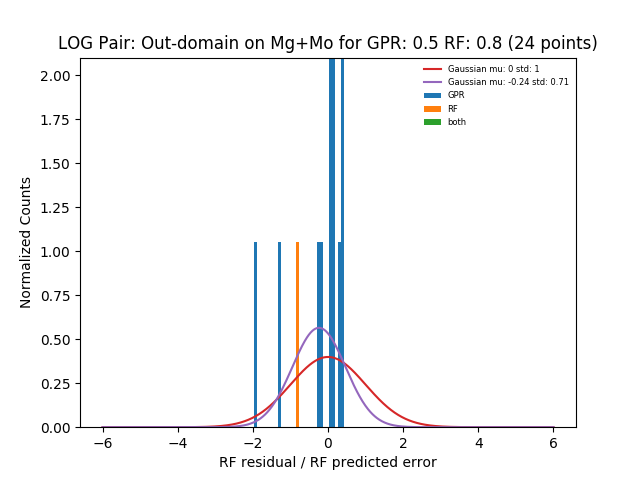 LOG Pair: Out-domain on Mg+Mo for GPR: 0.5 RF: 0.8 (24 points)
Gaussian mu: 0 std: 1
Gaussian mu: -0.24 std: 0.71
GPR
RF
both
Normalized Counts
2.00
1.75
1.50
1.25
1.00
0.75
0.50
0.25
0.00
−6 −4 −2 0 2 4 6
RF residual / RF predicted error